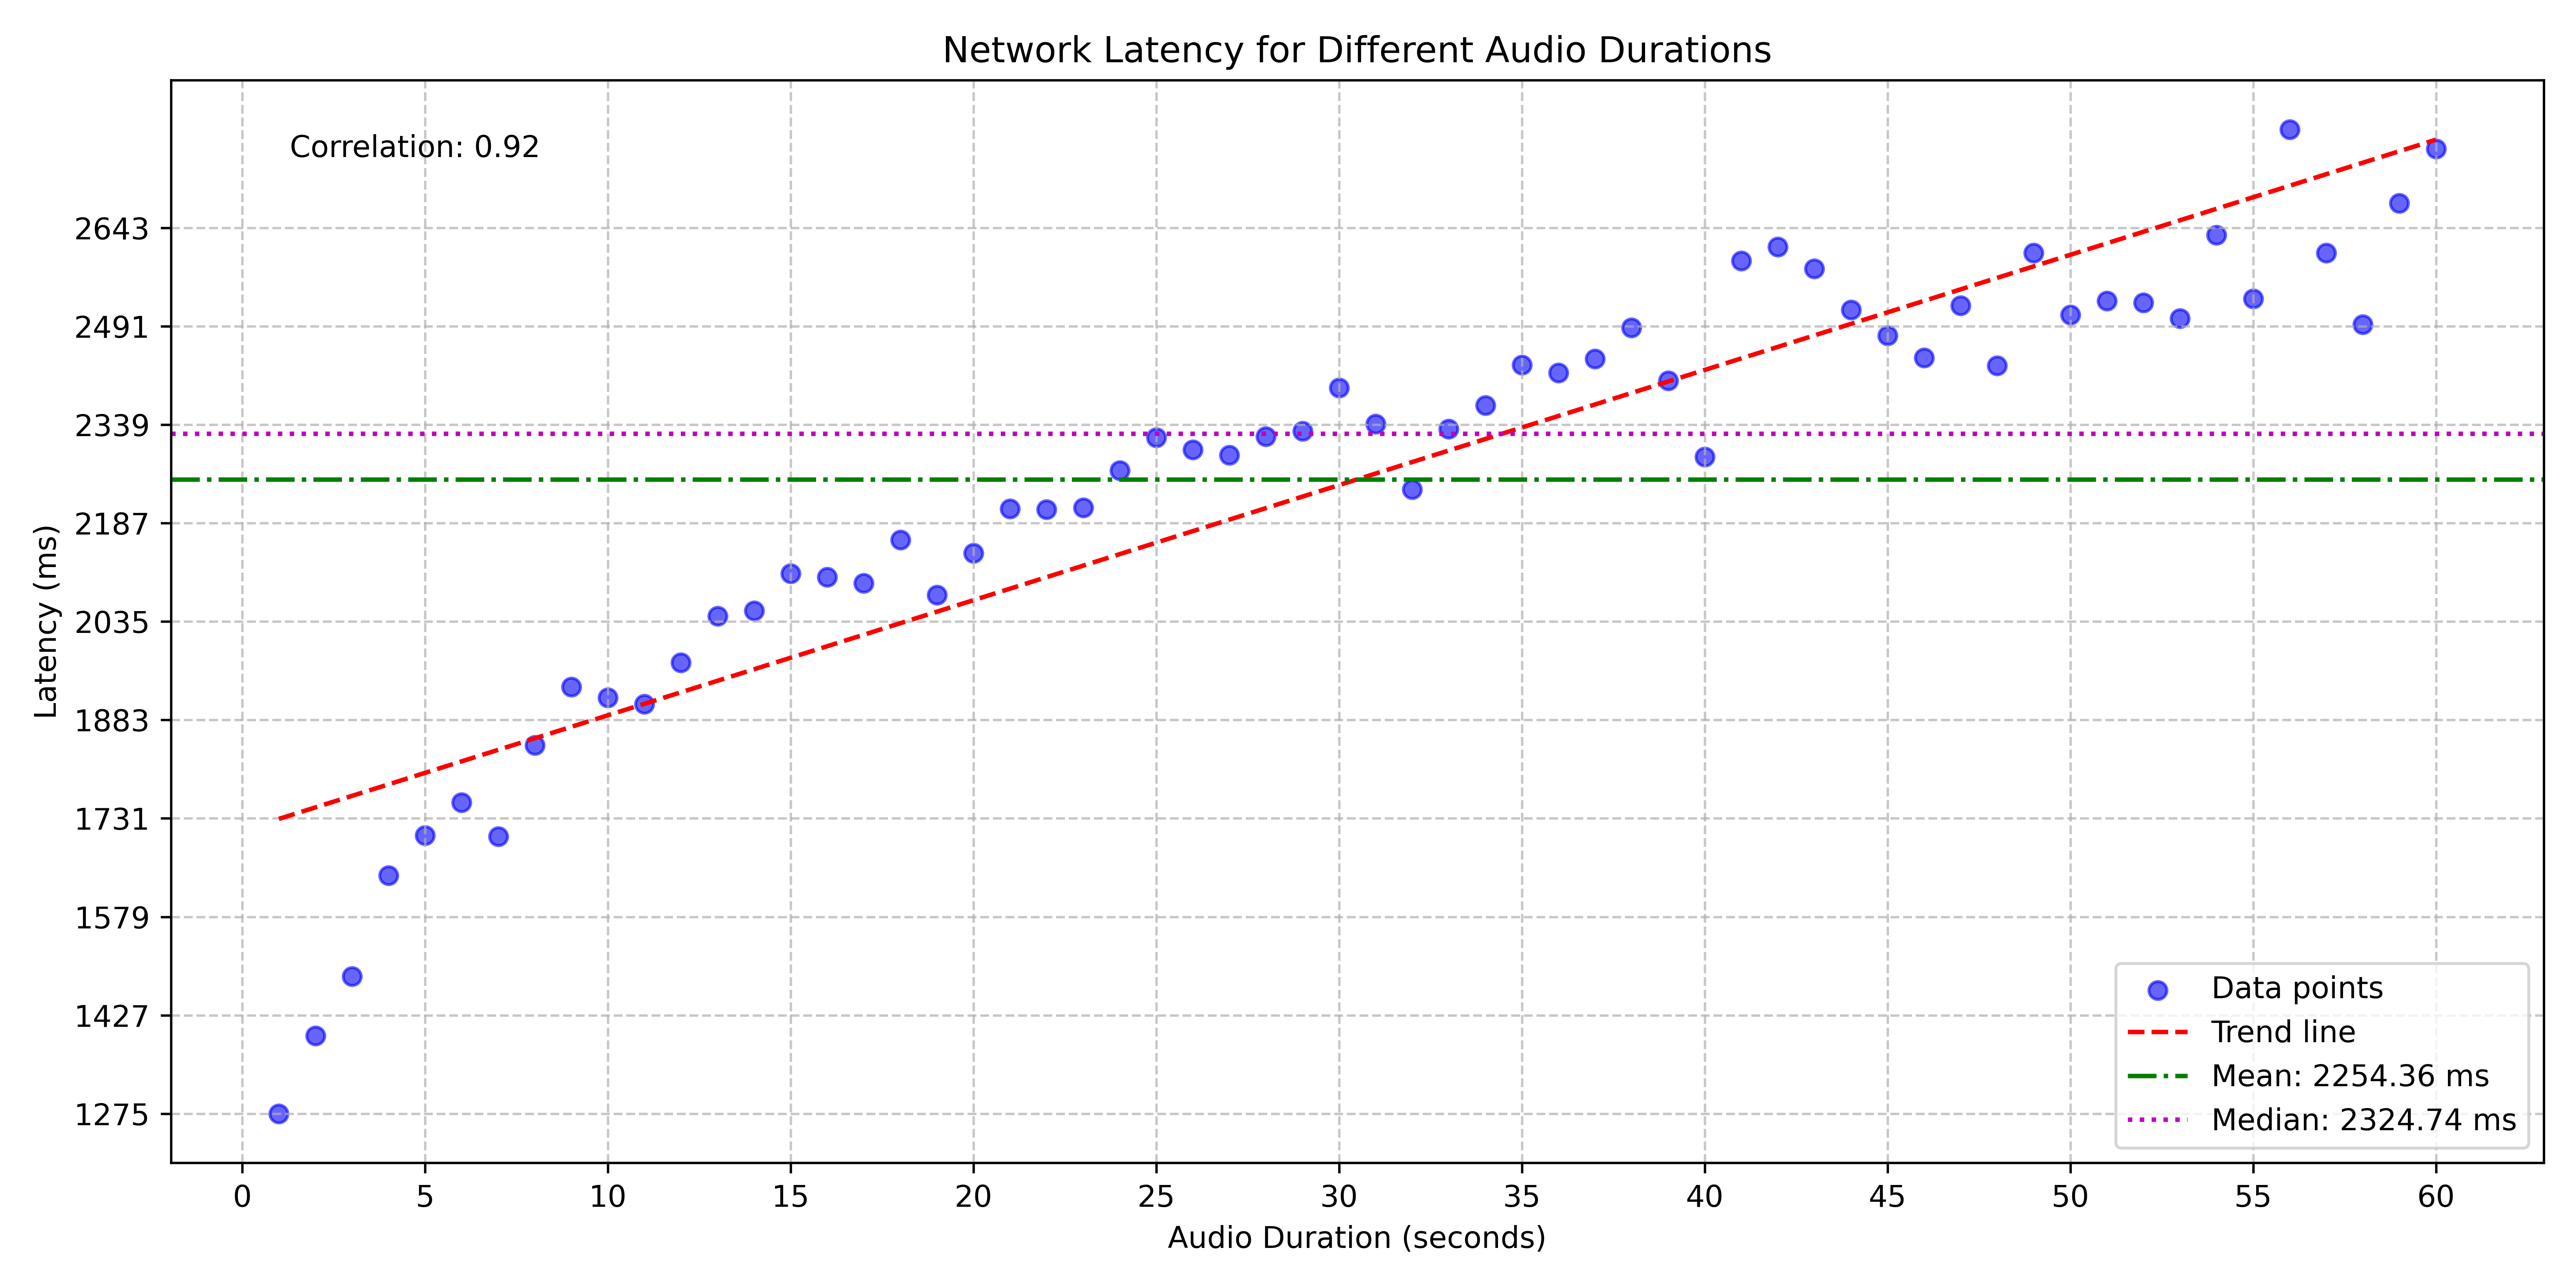 Network Latency for Different Audio Durations
Correlation: 0.92
Latency (ms)
2643
2491
2339
2187
2035
1883
1731
1579
1427
1275
0 5 10 15 20 25 30 35 40 45 50 55 60
Audio Duration (seconds)
Data points
Trend line
Mean: 2254.36 ms
Median: 2324.74 ms